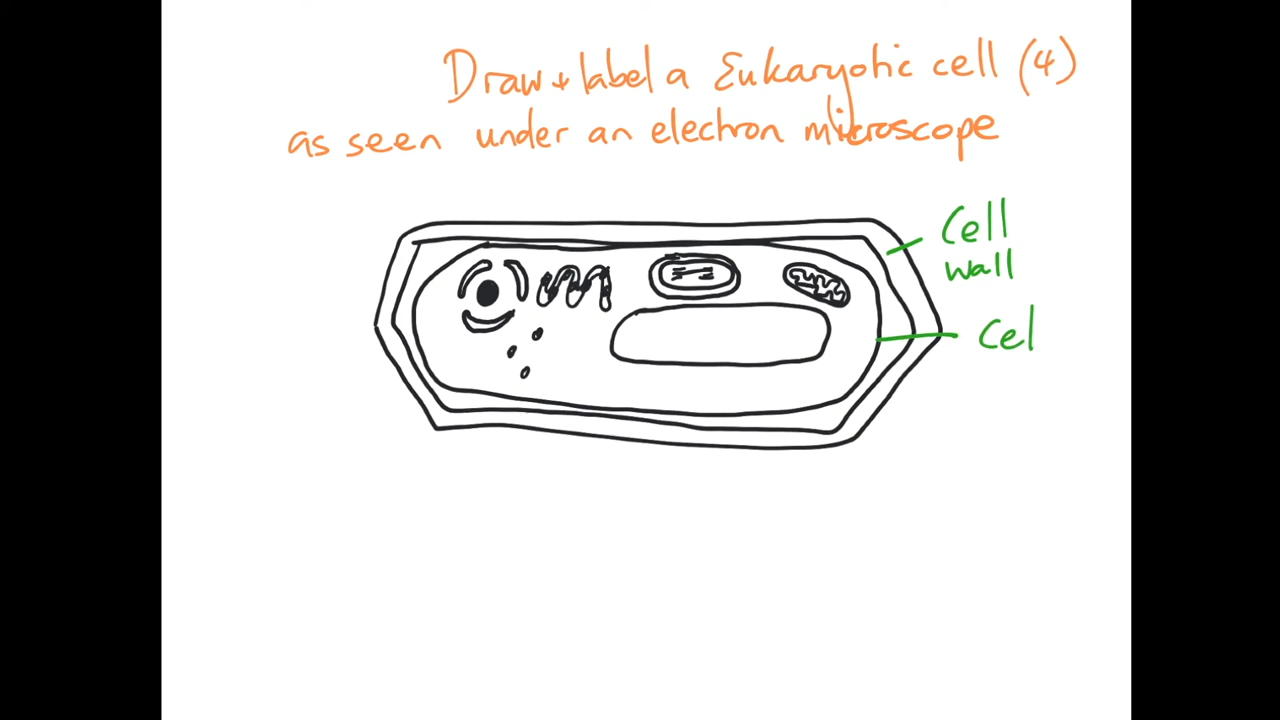 Draw + label a Eukaryotic cell (4)
as seen under an electron microscope
Cell
wall
Cel